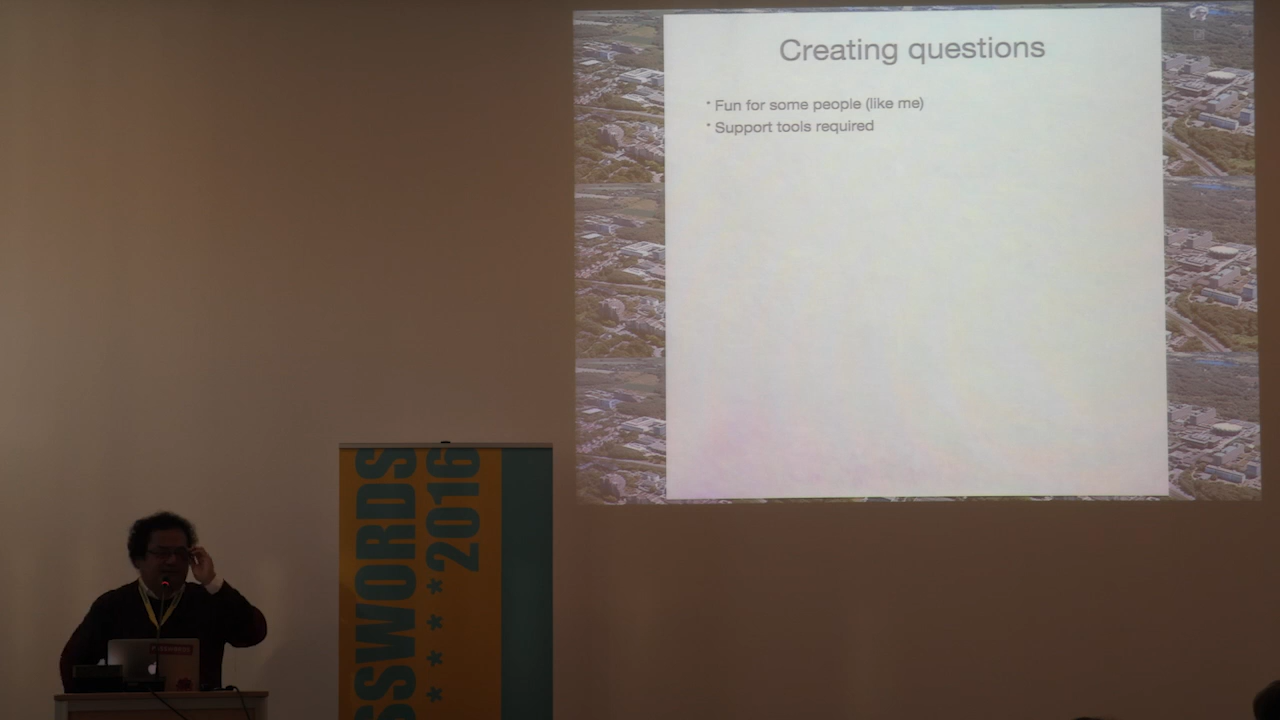 Creating questions
* Fun for some people (like me)
* Support tools required
SSWORDS
* * * * 2016